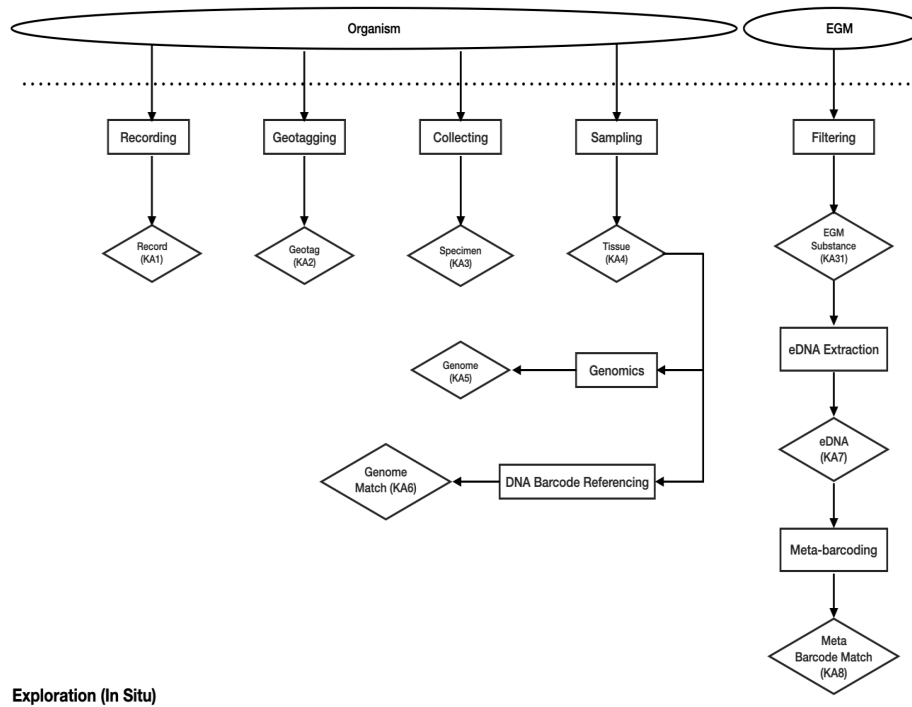 Organism
EGM
Recording
Geotagging
Collecting
Sampling
Filtering
Record
(KA1)
Geotag
(KA2)
Specimen
(KA3)
Tissue
(KA4)
EGM
Substance
(KA31)
eDNA Extraction
Genome
(KA5)
Genomics
eDNA
(KA7)
Genome
Match (KA6)
DNA Barcode Referencing
Meta-barcoding
Meta
Barcode Match
(KA8)
Exploration (In Situ)